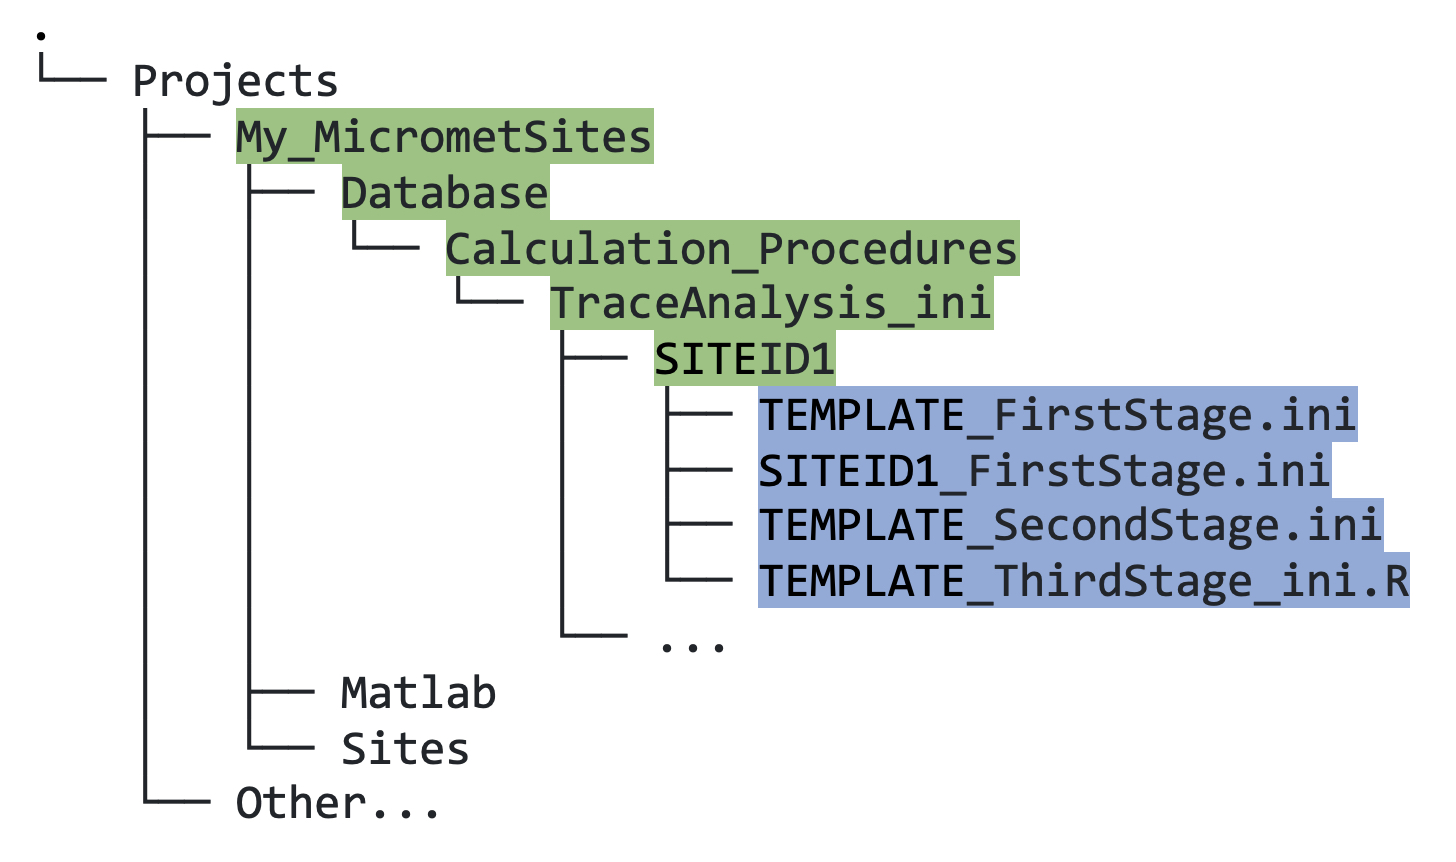 .
└── Projects
├── My_MicrometSites
├── Database
└── Calculation_Procedures
└── TraceAnalysis_ini
├── SITEID1
├── TEMPLATE_FirstStage.ini
├── SITEID1_FirstStage.ini
├── TEMPLATE_SecondStage.ini
└── TEMPLATE_ThirdStage_ini.R
└── ...
├── Matlab
└── Sites
└── Other...